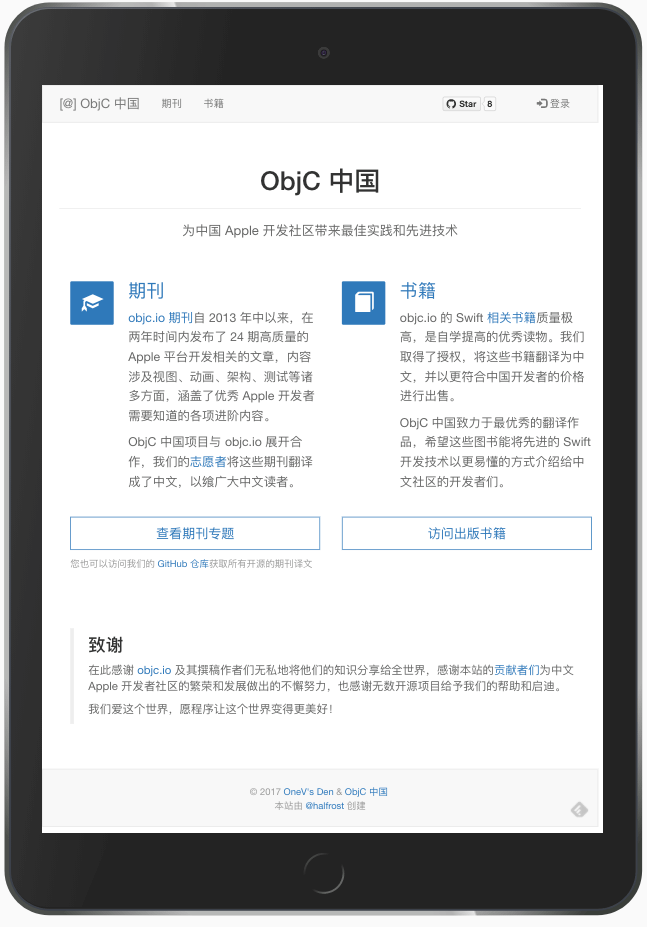 [@] ObjC 中国 期刊 书籍 Star 8 登录
ObjC 中国
为中国 Apple 开发社区带来最佳实践和先进技术
期刊
objc.io 期刊自 2013 年中以来，在
两年时间内发布了 24 期高质量的
Apple 平台开发相关的文章，内容
涉及视图、动画、架构、测试等诸
多方面，涵盖了优秀 Apple 开发者
需要知道的各项进阶内容。
ObjC 中国项目与 objc.io 展开合
作，我们的志愿者将这些期刊翻译
成了中文，以飨广大中文读者。
查看期刊专题
您也可以访问我们的 GitHub 仓库获取所有开源的期刊译文
书籍
objc.io 的 Swift 相关书籍质量极
高，是自学提高的优秀读物。我们
取得了授权，将这些书籍翻译为中
文，并以更符合中国开发者的价格
进行出售。
ObjC 中国致力于最优秀的翻译作
品，希望这些图书能将先进的 Swift
开发技术以更易懂的方式介绍给中
文社区的开发者们。
访问出版书籍
致谢
在此感谢 objc.io 及其撰稿作者们无私地将他们的知识分享给全世界，感谢本站的贡献者们为中文
Apple 开发者社区的繁荣和发展做出的不懈努力，也感谢无数开源项目给予我们的帮助和启迪。
我们爱这个世界，愿程序让这个世界变得更美好！
© 2017 OneV's Den & ObjC 中国
本站由 @halfrost 创建